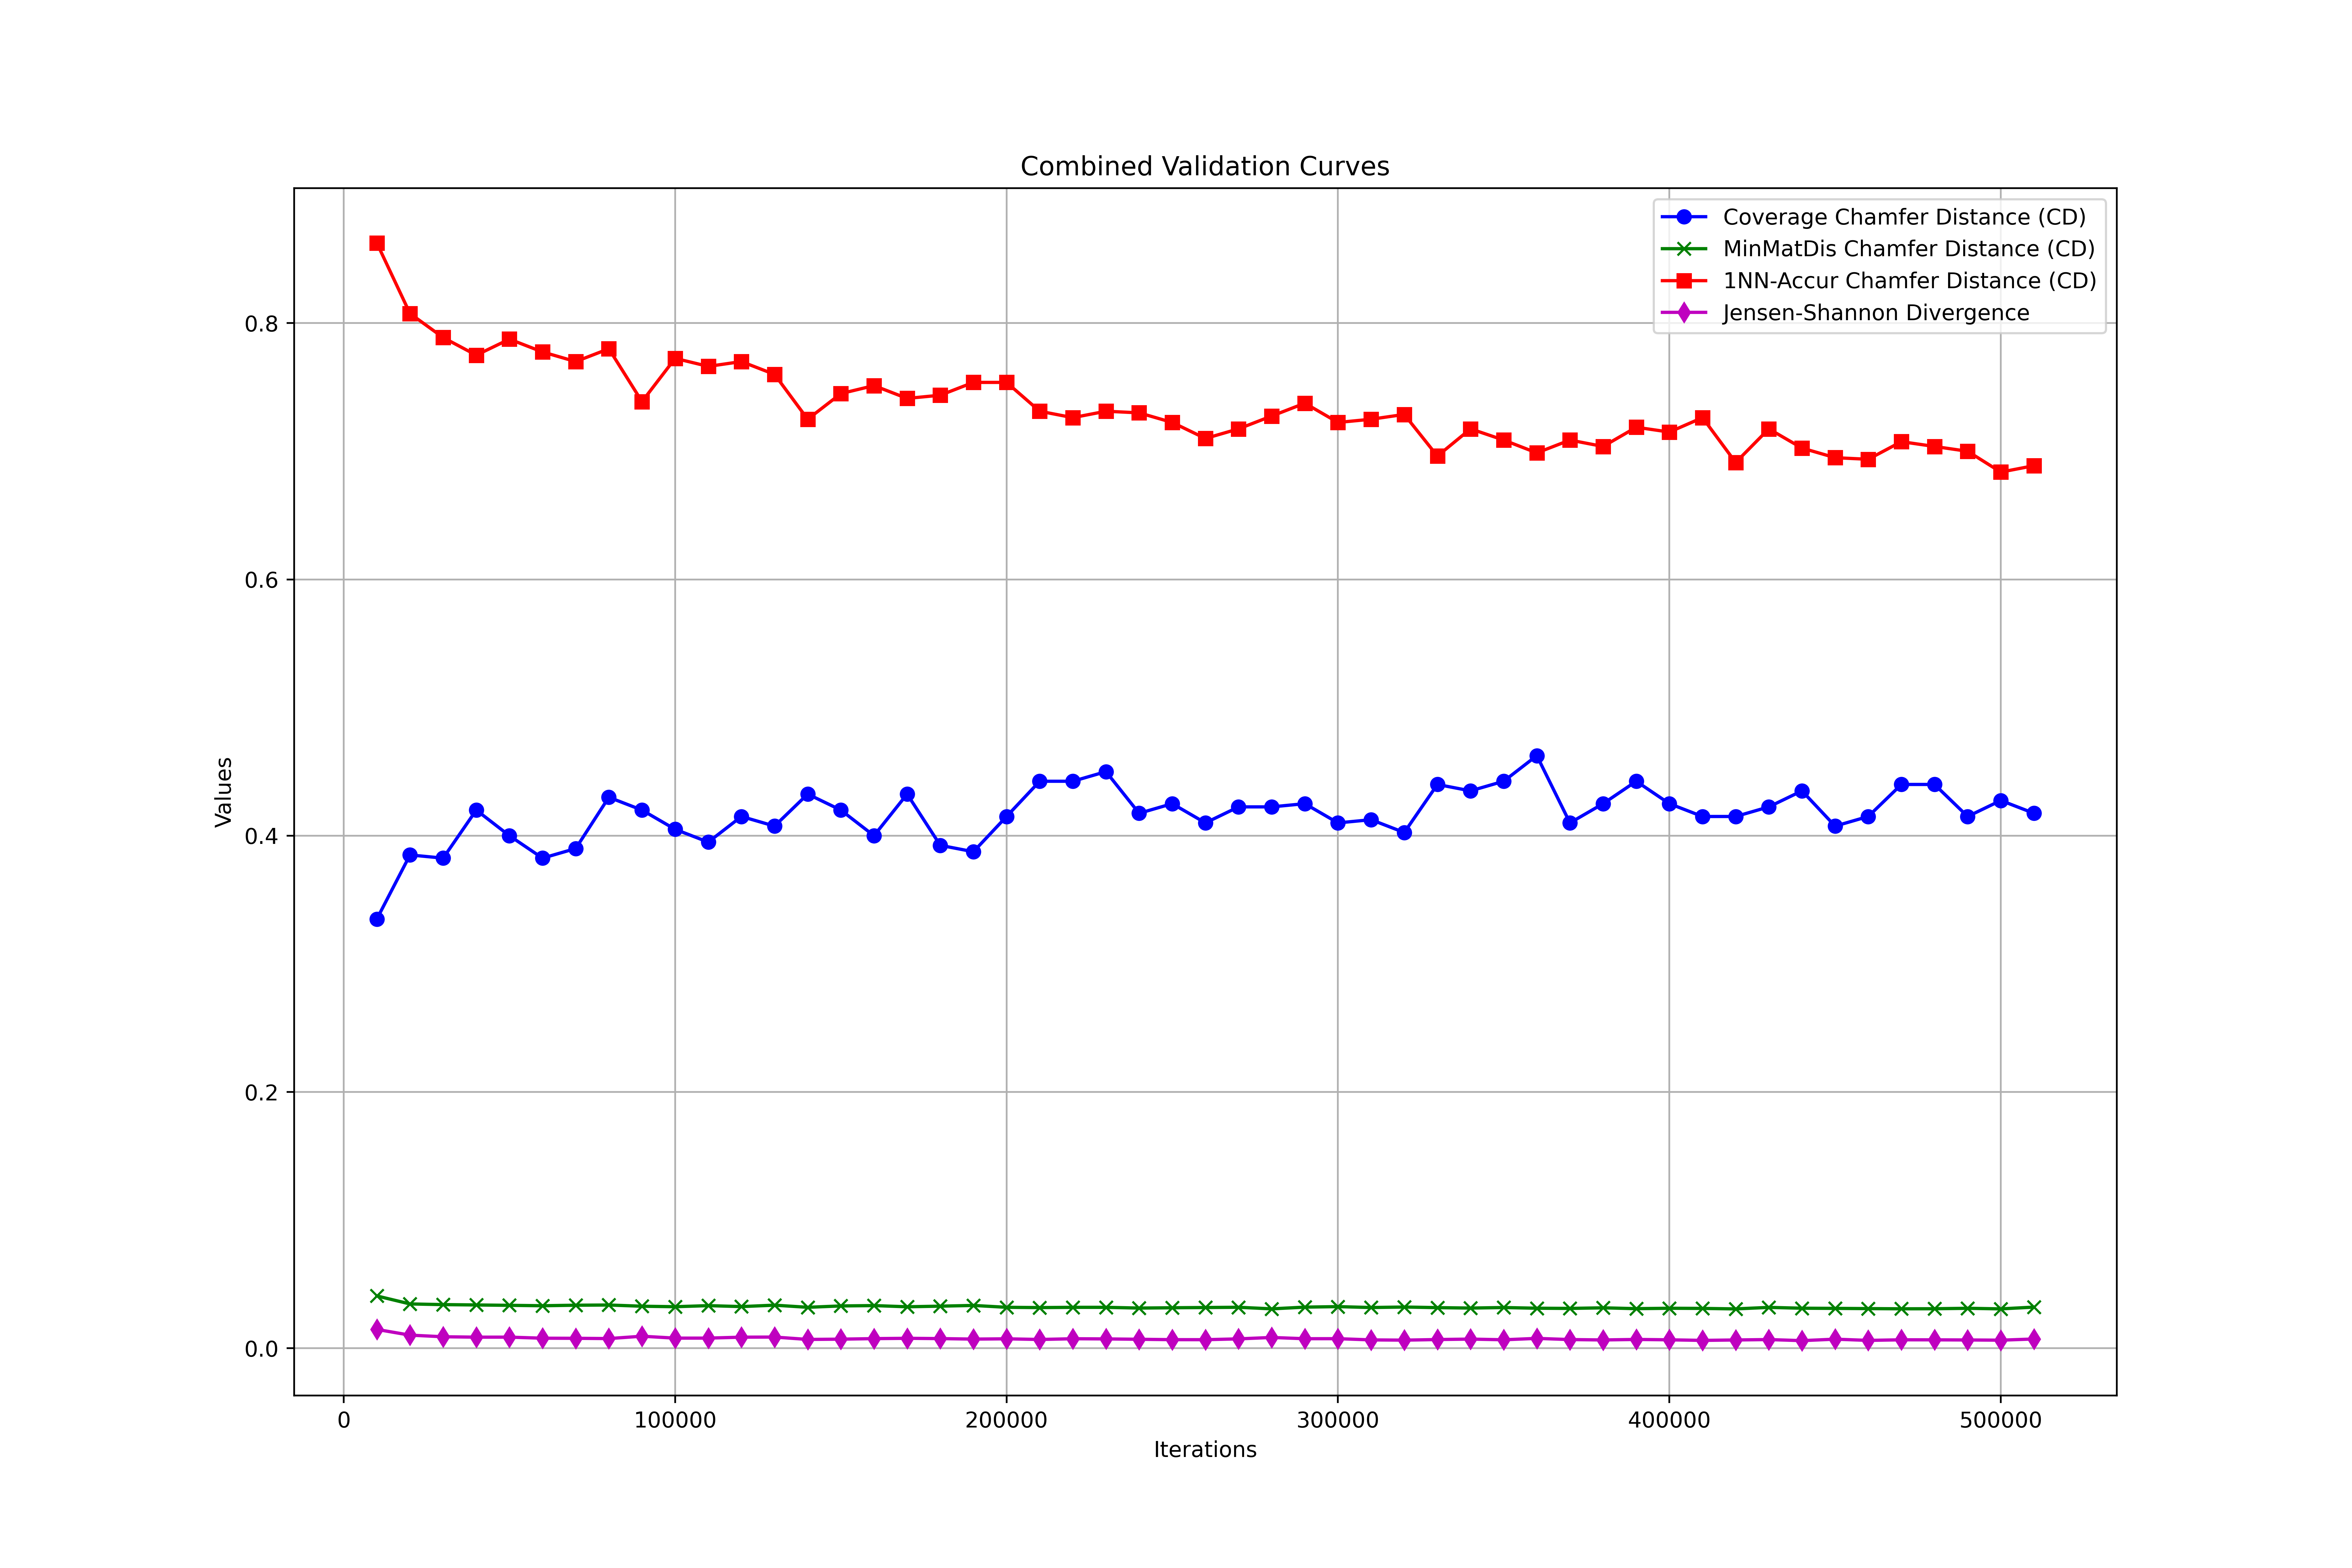 Combined Validation Curves
Coverage Chamfer Distance (CD)
MinMatDis Chamfer Distance (CD)
1NN-Accur Chamfer Distance (CD)
Jensen-Shannon Divergence
Values
0.8
0.6
0.4
0.2
0.0
0 100000 200000 300000 400000 500000
Iterations